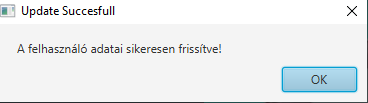 Update Succesfull
A felhasználó adatai sikeresen frissítve!
OK